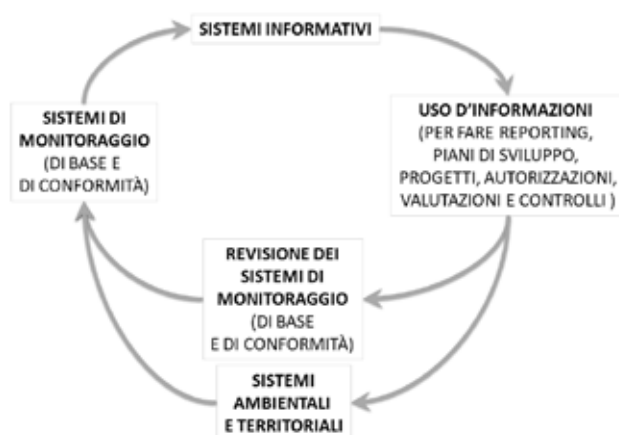 SISTEMI INFORMATIVI
SISTEMI DI
MONITORAGGIO
(DI BASE E
DI CONFORMITÀ)
USO D'INFORMAZIONI
(PER FARE REPORTING,
PIANI DI SVILUPPO,
PROGETTI, AUTORIZZAZIONI,
VALUTAZIONI E CONTROLLI )
REVISIONE DEI
SISTEMI DI
MONITORAGGIO
(DI BASE
E DI CONFORMITÀ)
SISTEMI
AMBIENTALI
E TERRITORIALI